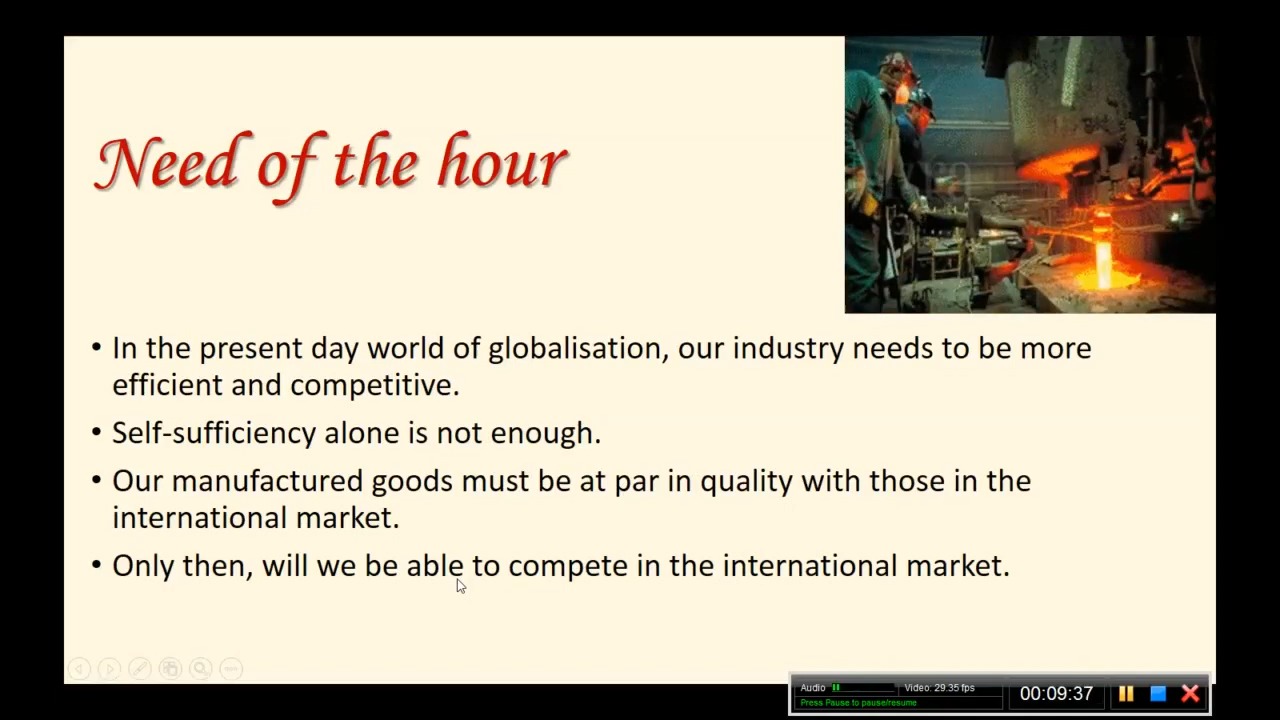 Need of the hour
• In the present day world of globalisation, our industry needs to be more
efficient and competitive.
• Self-sufficiency alone is not enough.
• Our manufactured goods must be at par in quality with those in the
international market.
• Only then, will we be able to compete in the international market.
Audio Video: 29.35 fps
Press Pause to pause/resume
00:09:37